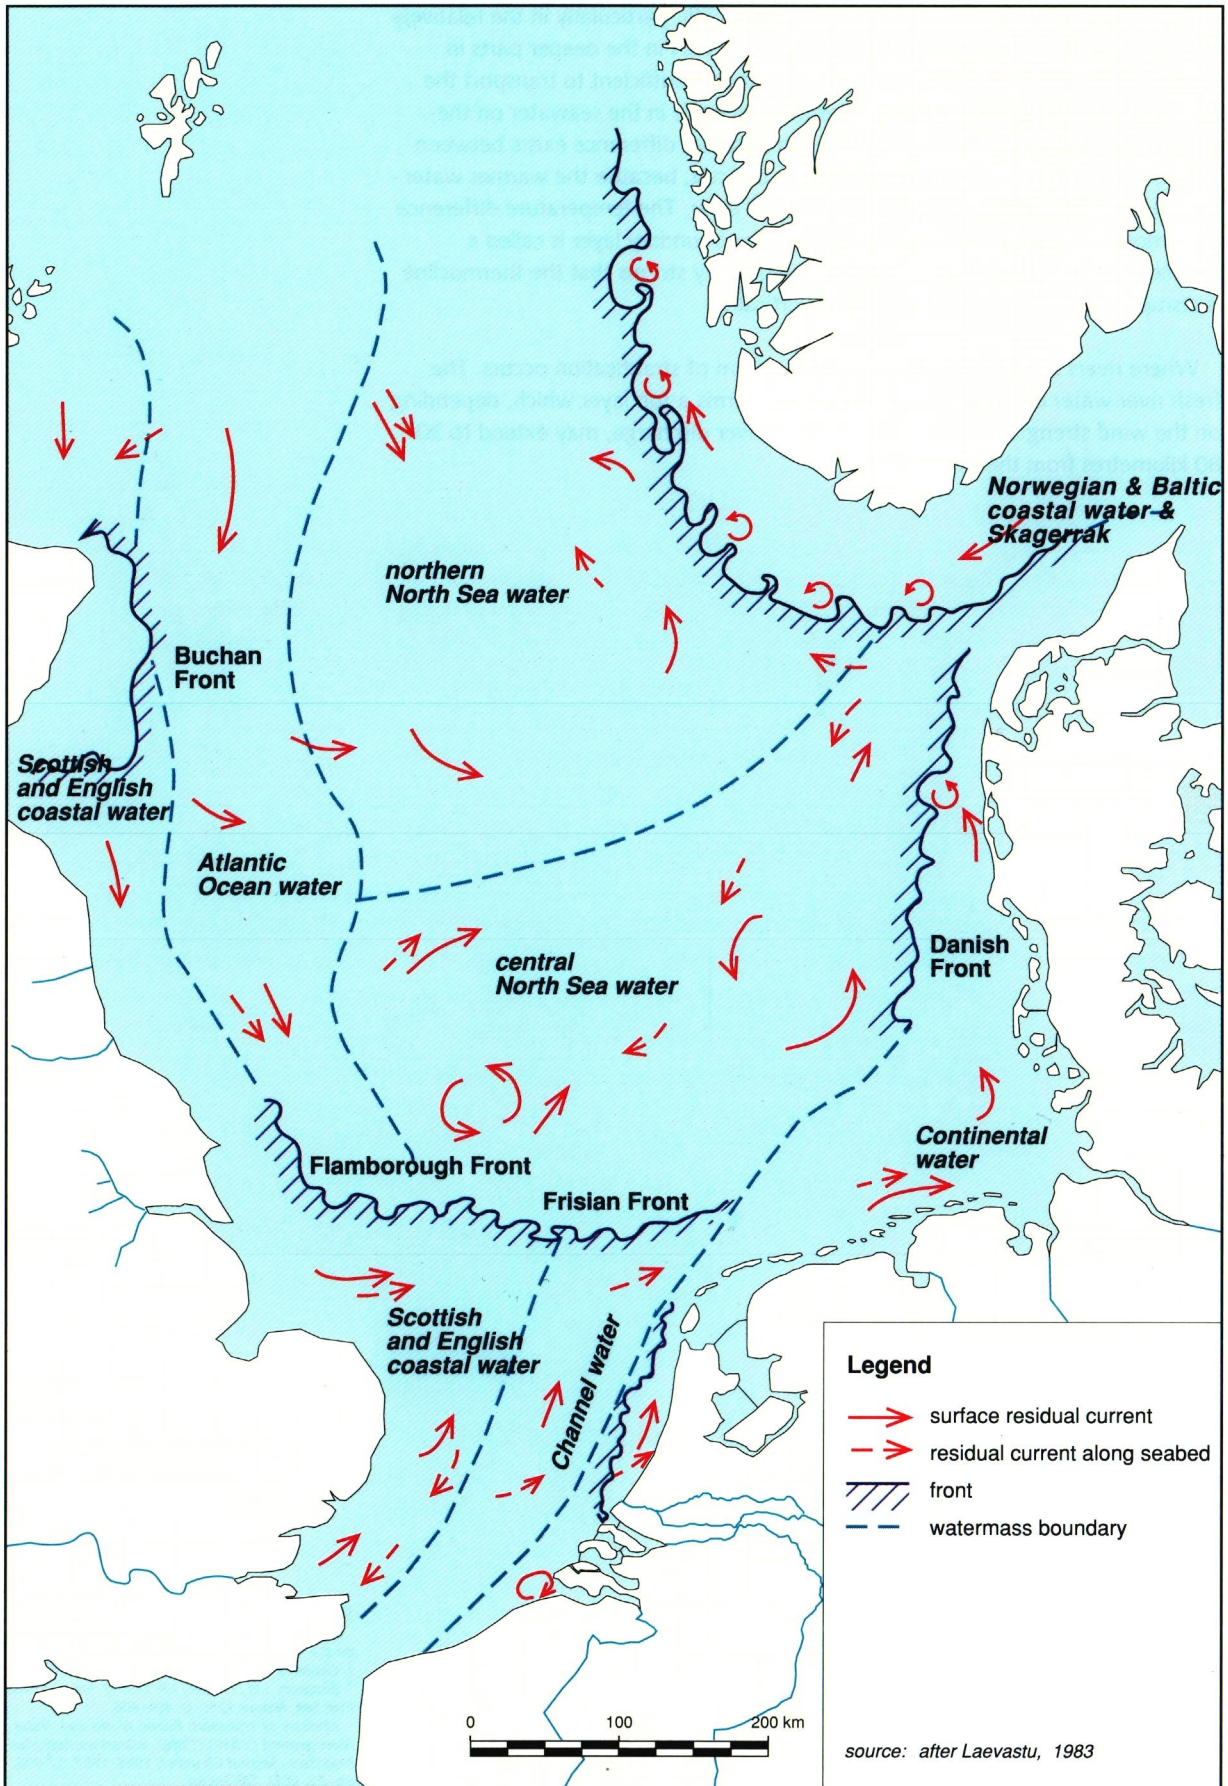 Norwegian & Baltic
coastal water &
Skagerrak
northern
North Sea water
Buchan
Front
Scottish
and English
coastal water
Atlantic
Ocean water
central
North Sea water
Danish
Front
Continental
water
Flamborough Front
Frisian Front
Scottish
and English
coastal water
Channel water
Legend
surface residual current
residual current along seabed
front
watermass boundary
0 100 200 km
source: after Laevastu, 1983